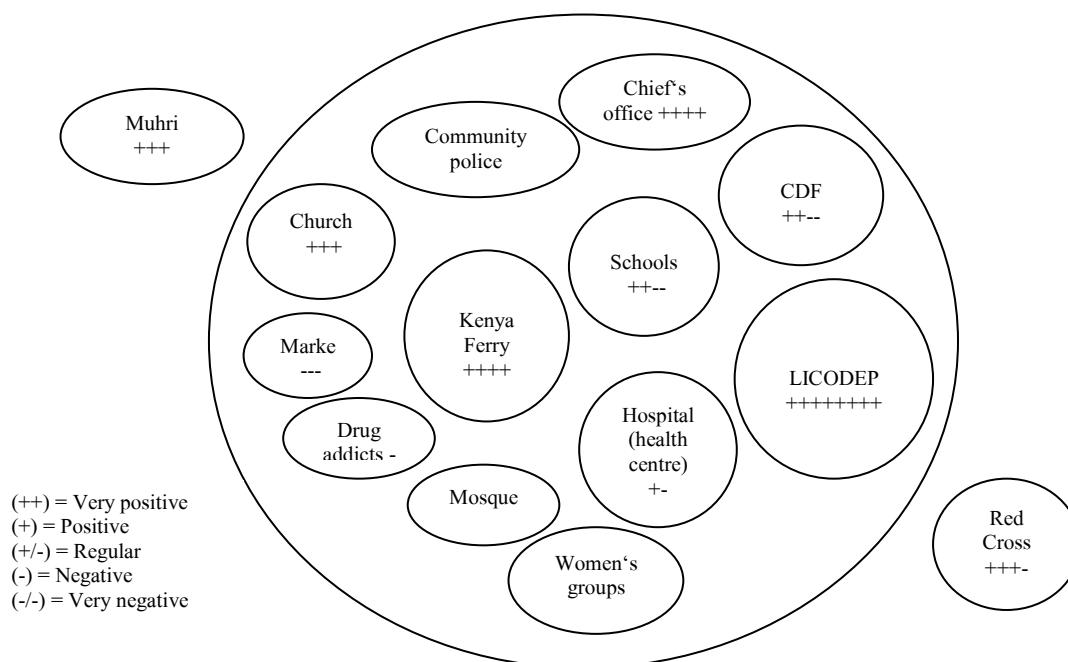 Chief‘s
office ++++
Muhri
+++
Community
police
CDF
++--
Church
+++
Schools
++--
Kenya
Ferry
++++
Marke
---
LICODEP
++++++++
Hospital
(health
centre)
+-
Drug
addicts -
Mosque
Women‘s
groups
Red
Cross
+++-
(++) = Very positive
(+) = Positive
(+/-) = Regular
(-) = Negative
(-/-) = Very negative